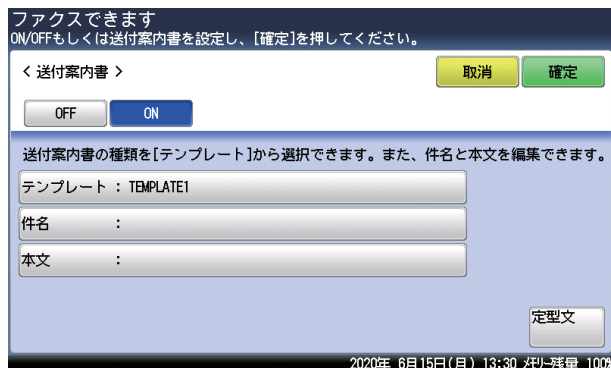 ファクスできます
ON/OFFもしくは送付案内書を設定し、[確定]を押してください。
< 送付案内書 >
取消
確定
OFF
ON
送付案内書の種類を[テンプレート]から選択できます。また、件名と本文を編集できます。
テンプレート : TEMPLATE1
件名 :
本文 :
定型文
2020年 6月15日(月) 13:30 メモリー残量 100%